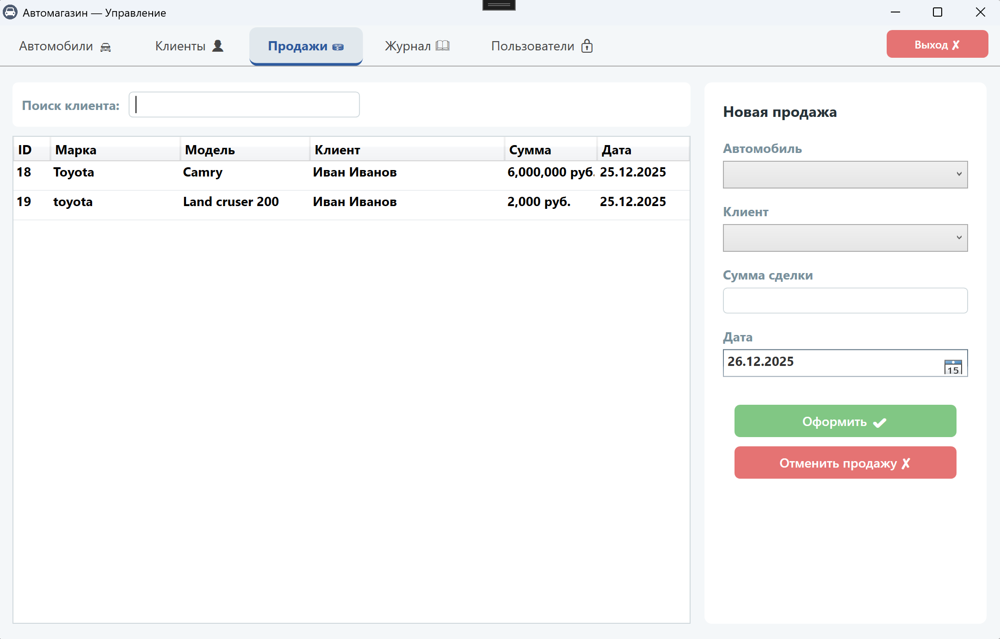 Автомагазин — Управление
Автомобили Клиенты Продажи Журнал Пользователи Выход ✘
Поиск клиента:
ID Марка Модель Клиент Сумма Дата
18 Toyota Camry Иван Иванов 6,000,000 руб. 25.12.2025
19 toyota Land cruser 200 Иван Иванов 2,000 руб. 25.12.2025
Новая продажа
Автомобиль
Клиент
Сумма сделки
Дата
26.12.2025
15
Оформить ✔
Отменить продажу ✘